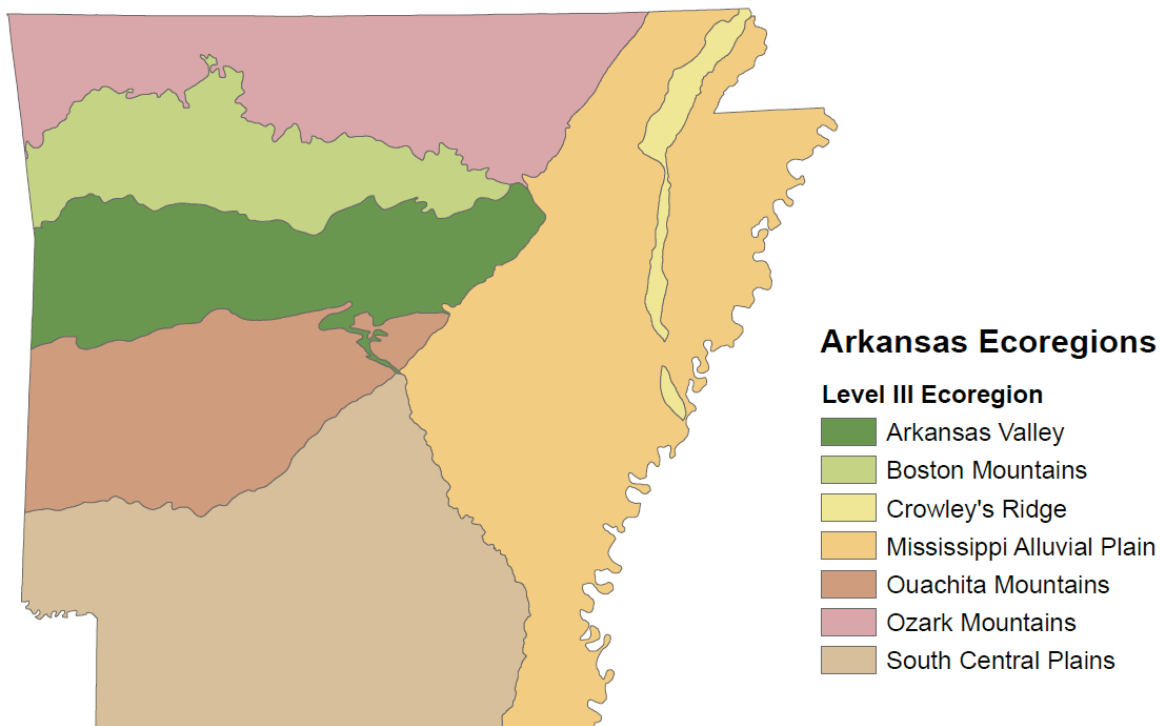 Arkansas Ecoregions
Level III Ecoregion
Arkansas Valley
Boston Mountains
Crowley's Ridge
Mississippi Alluvial Plain
Ouachita Mountains
Ozark Mountains
South Central Plains